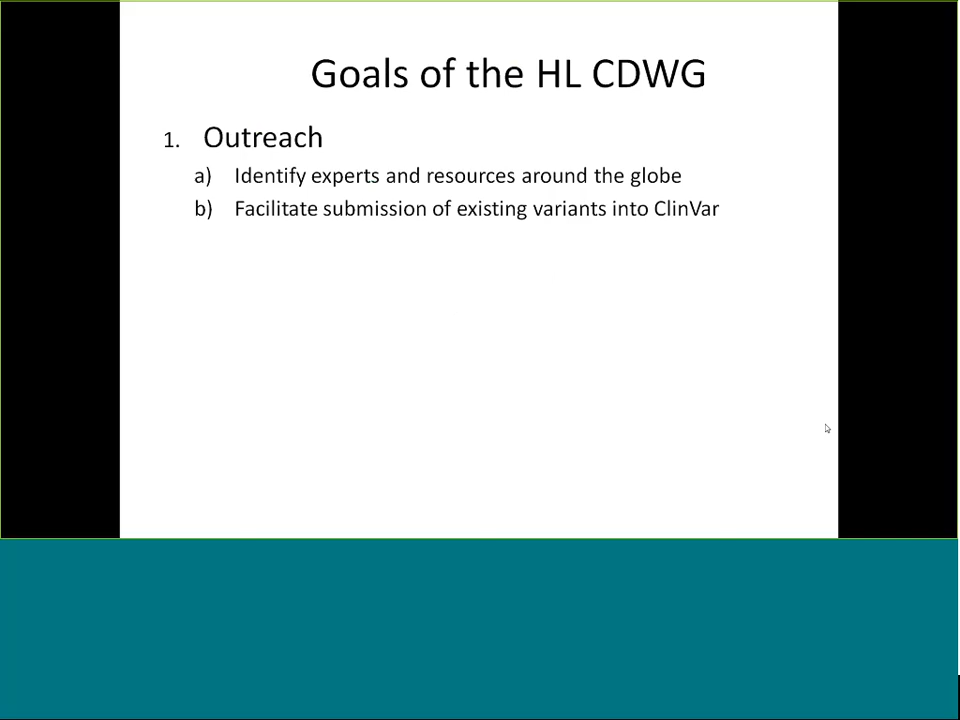 Goals of the HL CDWG
1. Outreach
a) Identify experts and resources around the globe
b) Facilitate submission of existing variants into ClinVar